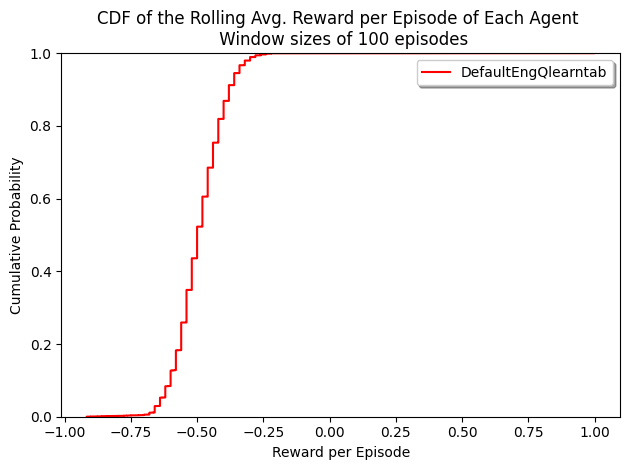 CDF of the Rolling Avg. Reward per Episode of Each Agent
Window sizes of 100 episodes
DefaultEngQlearntab
Cumulative Probability
1.0
0.8
0.6
0.4
0.2
0.0
−1.00 −0.75 −0.50 −0.25 0.00 0.25 0.50 0.75 1.00
Reward per Episode